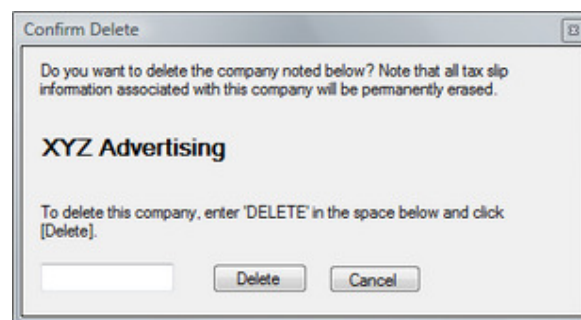 Confirm Delete
Do you want to delete the company noted below? Note that all tax slip
information associated with this company will be permanently erased.
XYZ Advertising
To delete this company, enter 'DELETE' in the space below and click
[Delete].
Delete Cancel